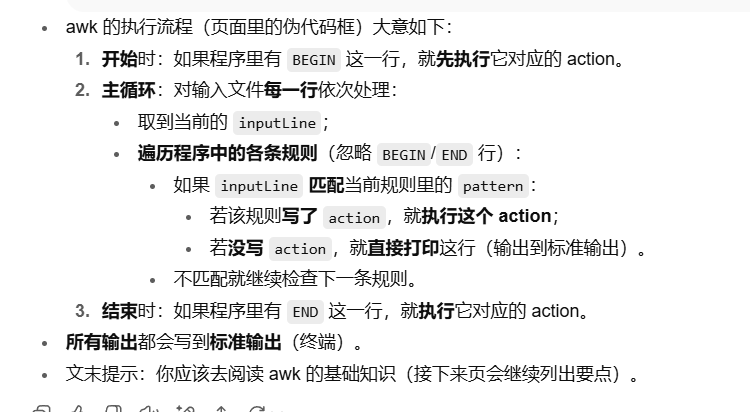 awk 的执行流程（页面里的伪代码框）大意如下：
1. 开始时：如果程序里有 BEGIN 这一行，就先执行它对应的 action。
2. 主循环：对输入文件每一行依次处理：
取到当前的 inputLine；
遍历程序中的各条规则（忽略 BEGIN/END 行）：
如果 inputLine 匹配当前规则里的 pattern：
若该规则写了 action，就执行这个 action；
若没写 action，就直接打印这行（输出到标准输出）。
不匹配就继续检查下一条规则。
3. 结束时：如果程序里有 END 这一行，就执行它对应的 action。
所有输出都会写到标准输出（终端）。
文末提示：你应该去阅读 awk 的基础知识（接下来页会继续列出要点）。